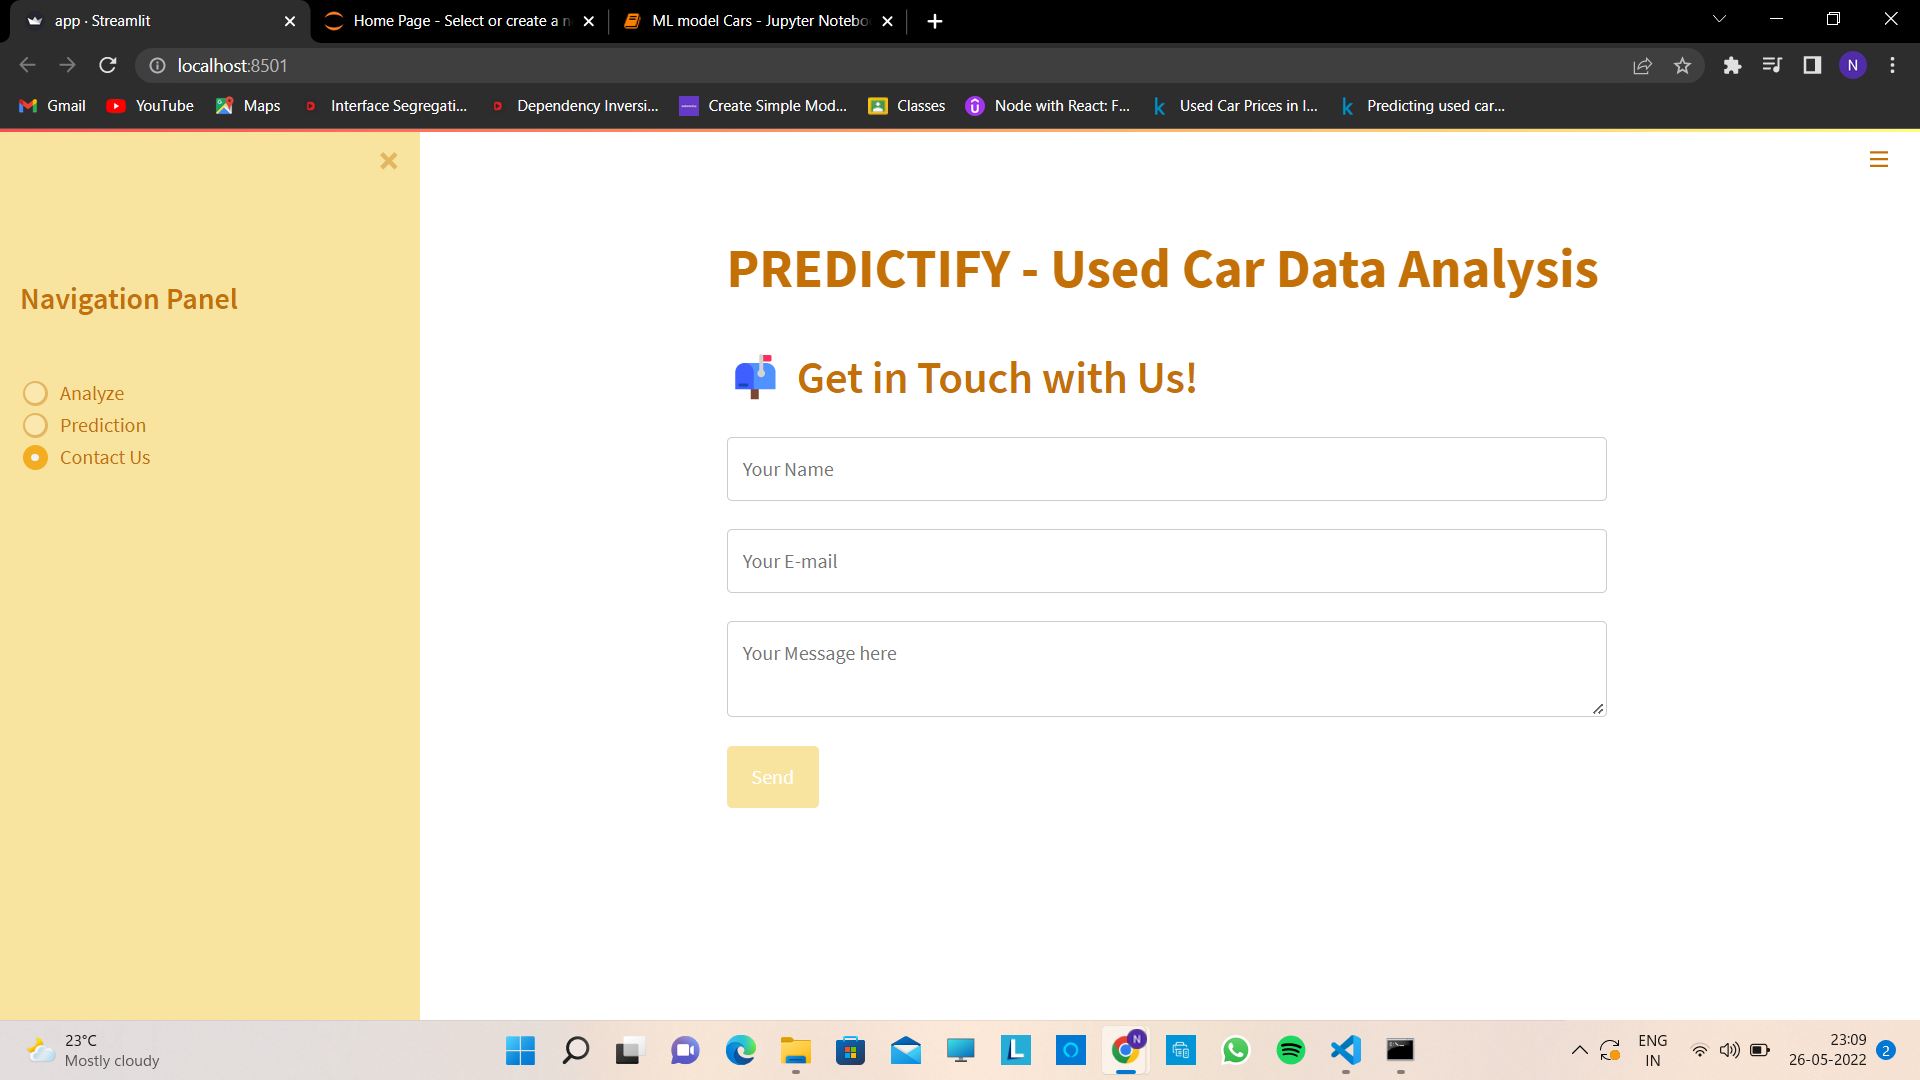 app · Streamlit
Home Page - Select or create a n
ML model Cars - Jupyter Notebo
localhost:8501
N
Gmail
YouTube
Maps
Interface Segregati...
Dependency Inversi...
Create Simple Mod...
Classes
Node with React: F...
Used Car Prices in I...
Predicting used car...
Navigation Panel
Analyze
Prediction
Contact Us
PREDICTIFY - Used Car Data Analysis
Get in Touch with Us!
Your Name
Your E-mail
Your Message here
Send
23°C
Mostly cloudy
N
ENG
IN
23:09
26-05-2022
2